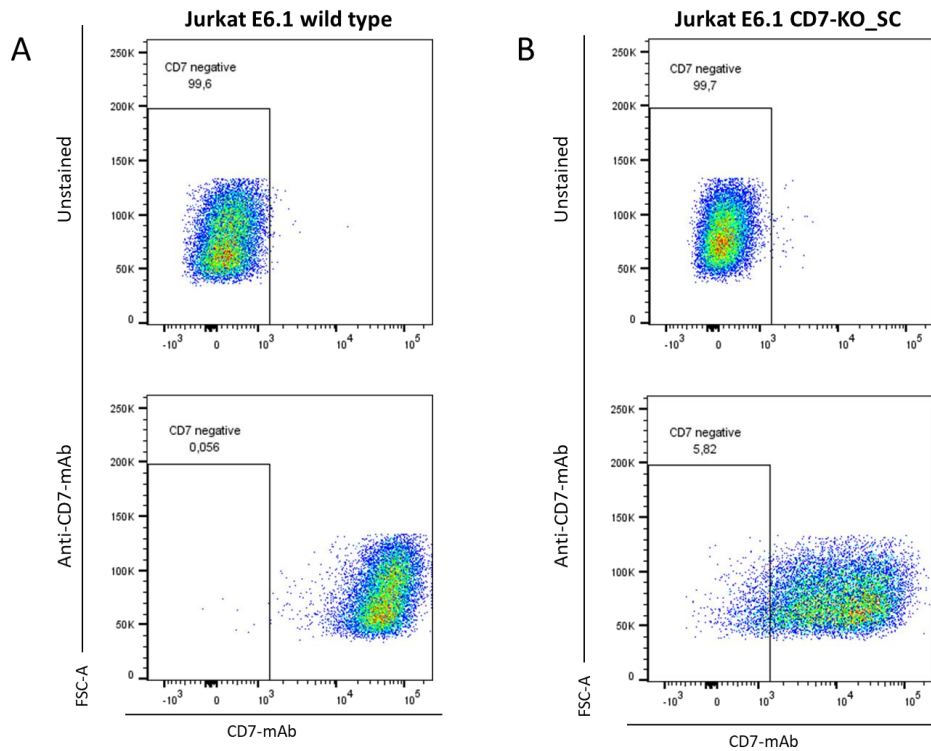 Jurkat E6.1 wild type
A
Unstained
250K
200K
150K
100K
50K
0
CD7 negative
99,6
-10³
0
10³
10⁴
10⁵
Anti-CD7-mAb
250K
200K
150K
100K
50K
0
CD7 negative
0,056
-10³
0
10³
10⁴
10⁵
FSC-A
CD7-mAb
Jurkat E6.1 CD7-KO_SC
B
Unstained
250K
200K
150K
100K
50K
0
CD7 negative
99,7
-10³
0
10³
10⁴
10⁵
Anti-CD7-mAb
250K
200K
150K
100K
50K
0
CD7 negative
5,82
-10³
0
10³
10⁴
10⁵
FSC-A
CD7-mAb